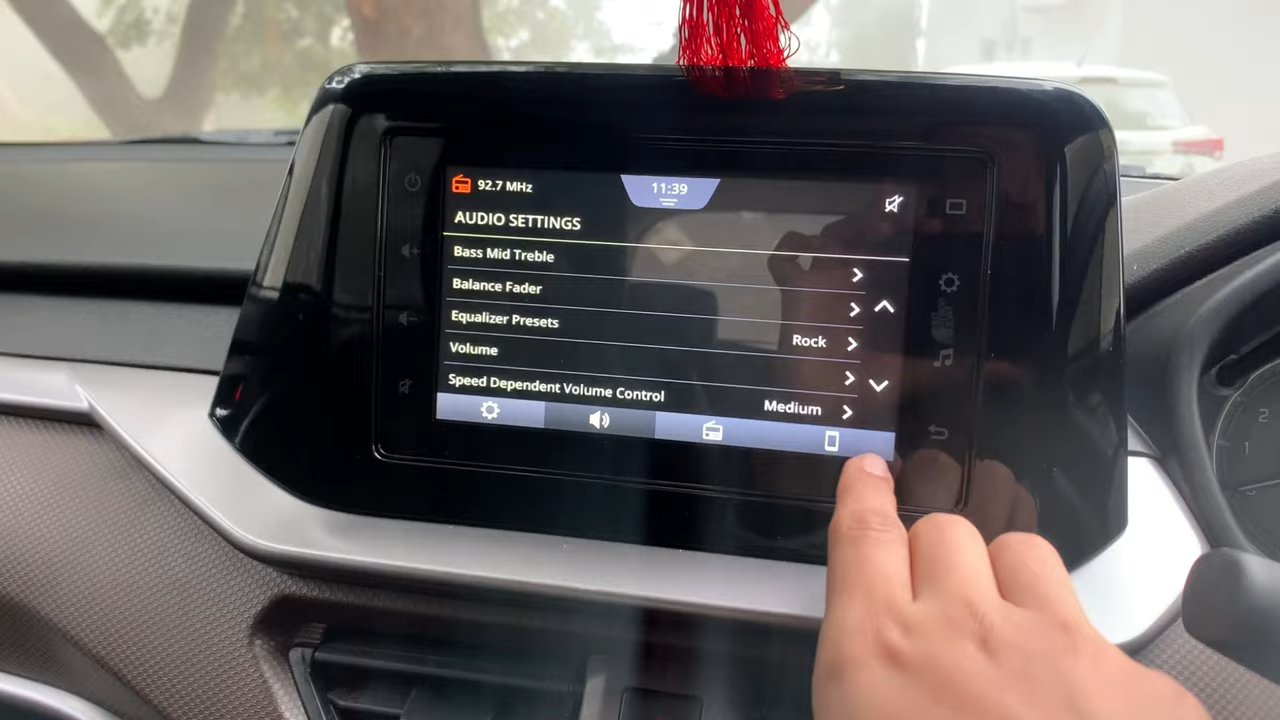 92.7 MHz
11:39
AUDIO SETTINGS
Bass Mid Treble
Balance Fader
Equalizer Presets
Rock
Volume
Speed Dependent Volume Control
Medium
2